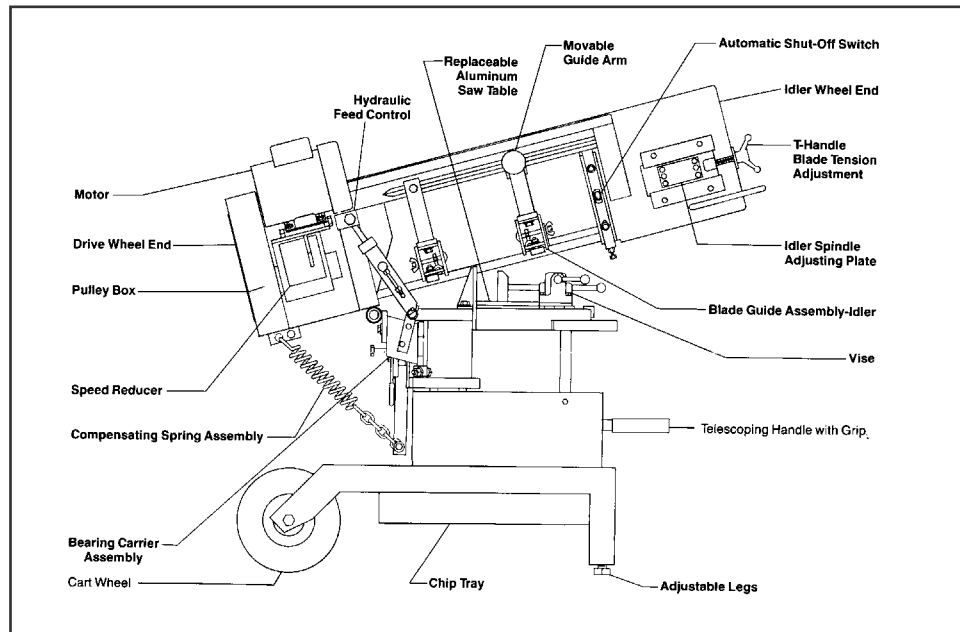 Movable
Guide Arm
Automatic Shut-Off Switch
Replaceable
Aluminum
Saw Table
Idler Wheel End
Hydraulic
Feed Control
T-Handle
Blade Tension
Adjustment
Motor
Drive Wheel End
Idler Spindle
Adjusting Plate
Pulley Box
Blade Guide Assembly-Idler
Vise
Speed Reducer
Compensating Spring Assembly
Telescoping Handle with Grip
Bearing Carrier
Assembly
Cart Wheel
Chip Tray
Adjustable Legs